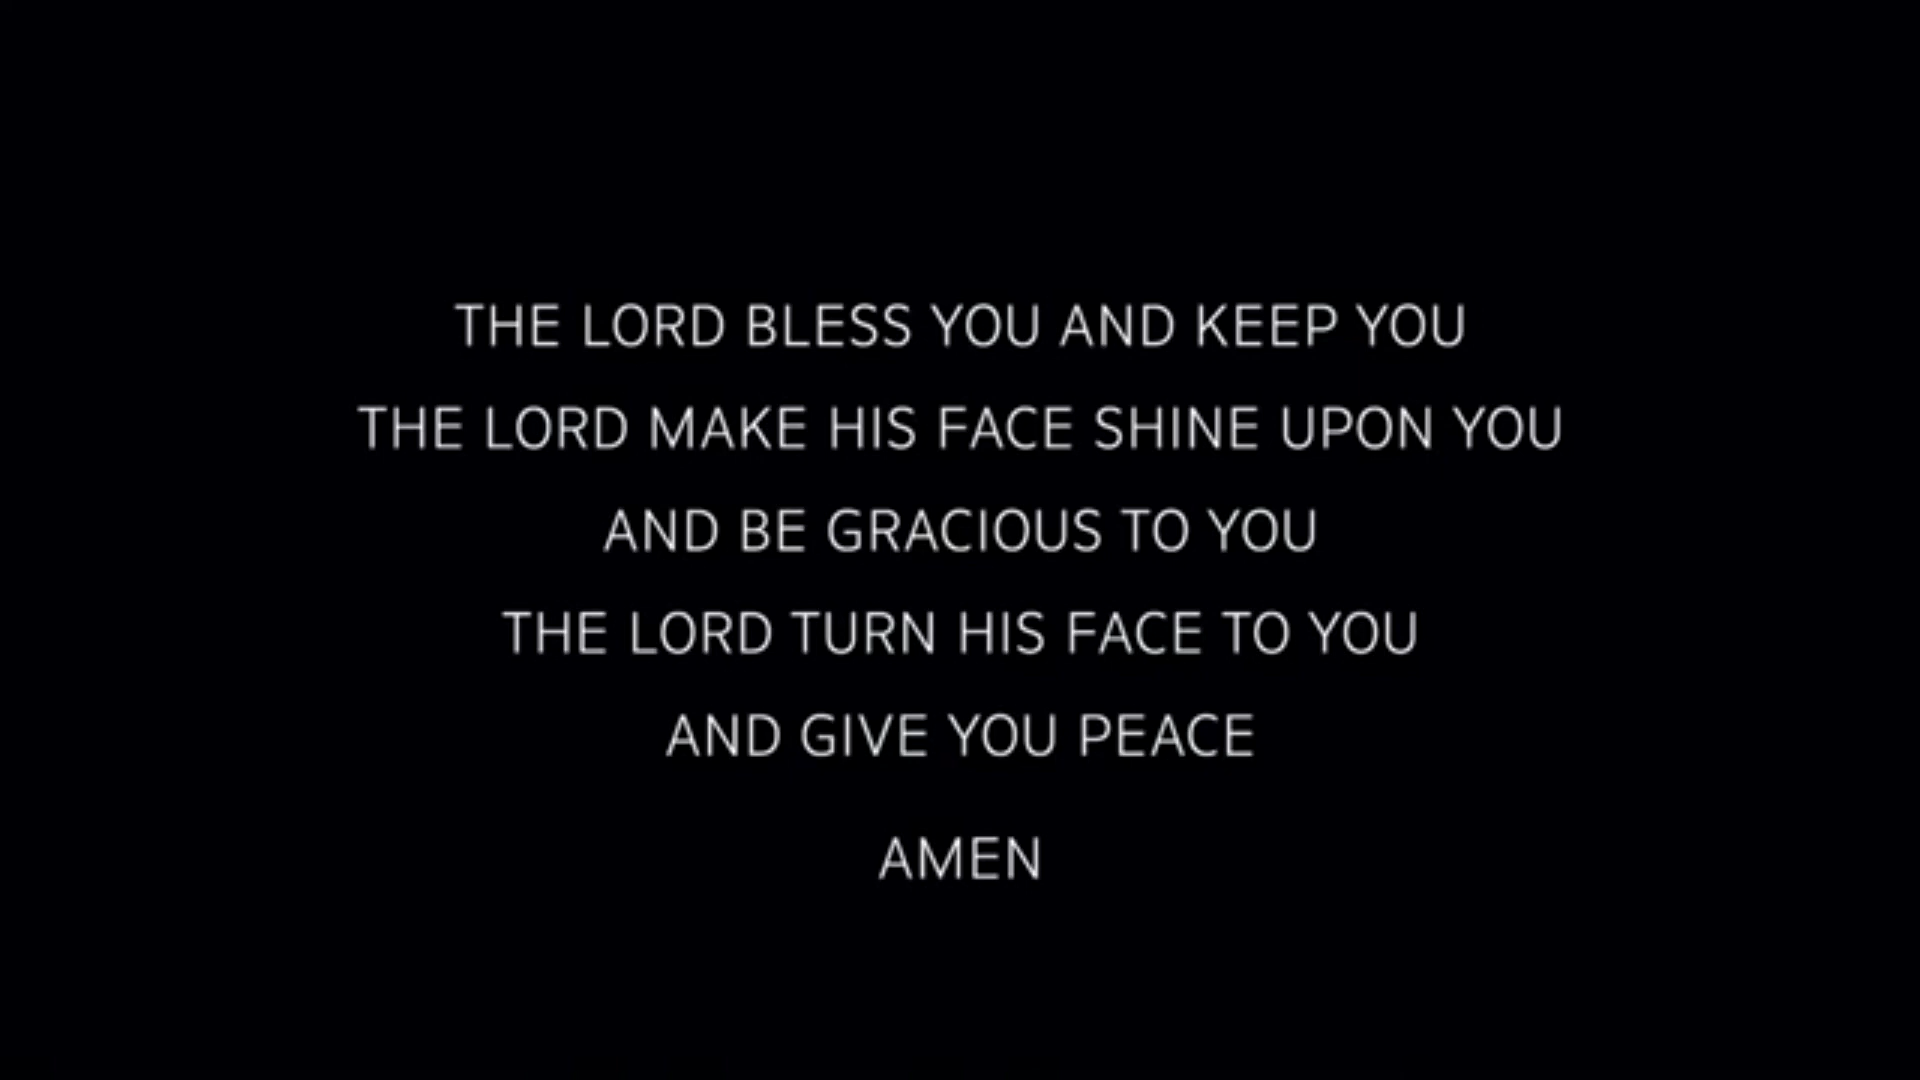 THE LORD BLESS YOU AND KEEP YOU
THE LORD MAKE HIS FACE SHINE UPON YOU
AND BE GRACIOUS TO YOU
THE LORD TURN HIS FACE TO YOU
AND GIVE YOU PEACE
AMEN